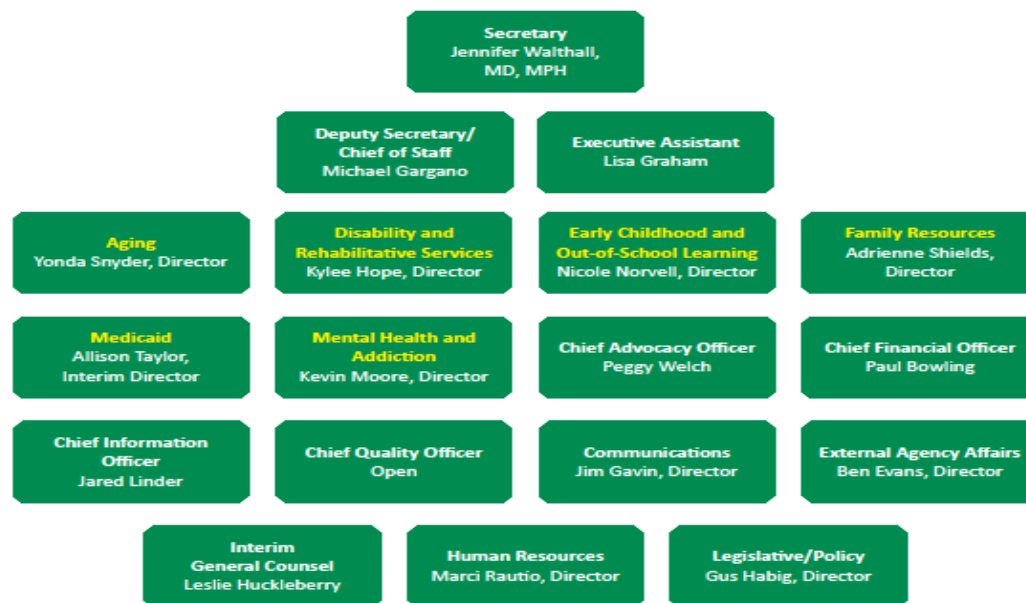 Secretary
Jennifer Walthall,
MD, MPH
Deputy Secretary/
Chief of Staff
Michael Gargano
Executive Assistant
Lisa Graham
Aging
Yonda Snyder, Director
Disability and
Rehabilitative Services
Kylee Hope, Director
Early Childhood and
Out-of-School Learning
Nicole Norvell, Director
Family Resources
Adrienne Shields,
Director
Medicaid
Allison Taylor,
Interim Director
Mental Health and
Addiction
Kevin Moore, Director
Chief Advocacy Officer
Peggy Welch
Chief Financial Officer
Paul Bowling
Chief Information
Officer
Jared Linder
Chief Quality Officer
Open
Communications
Jim Gavin, Director
External Agency Affairs
Ben Evans, Director
Interim
General Counsel
Leslie Huckleberry
Human Resources
Marci Rautio, Director
Legislative/Policy
Gus Habig, Director